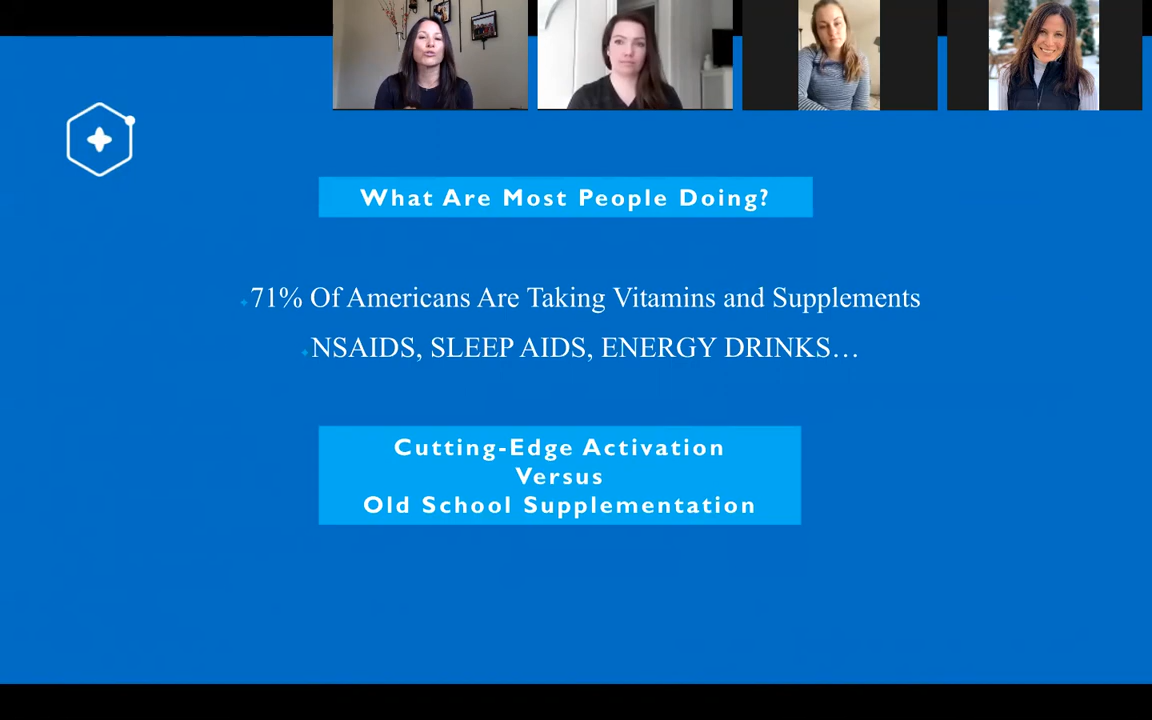 What Are Most People Doing?
71% Of Americans Are Taking Vitamins and Supplements
NSAIDS, SLEEP AIDS, ENERGY DRINKS…
Cutting-Edge Activation
Versus
Old School Supplementation